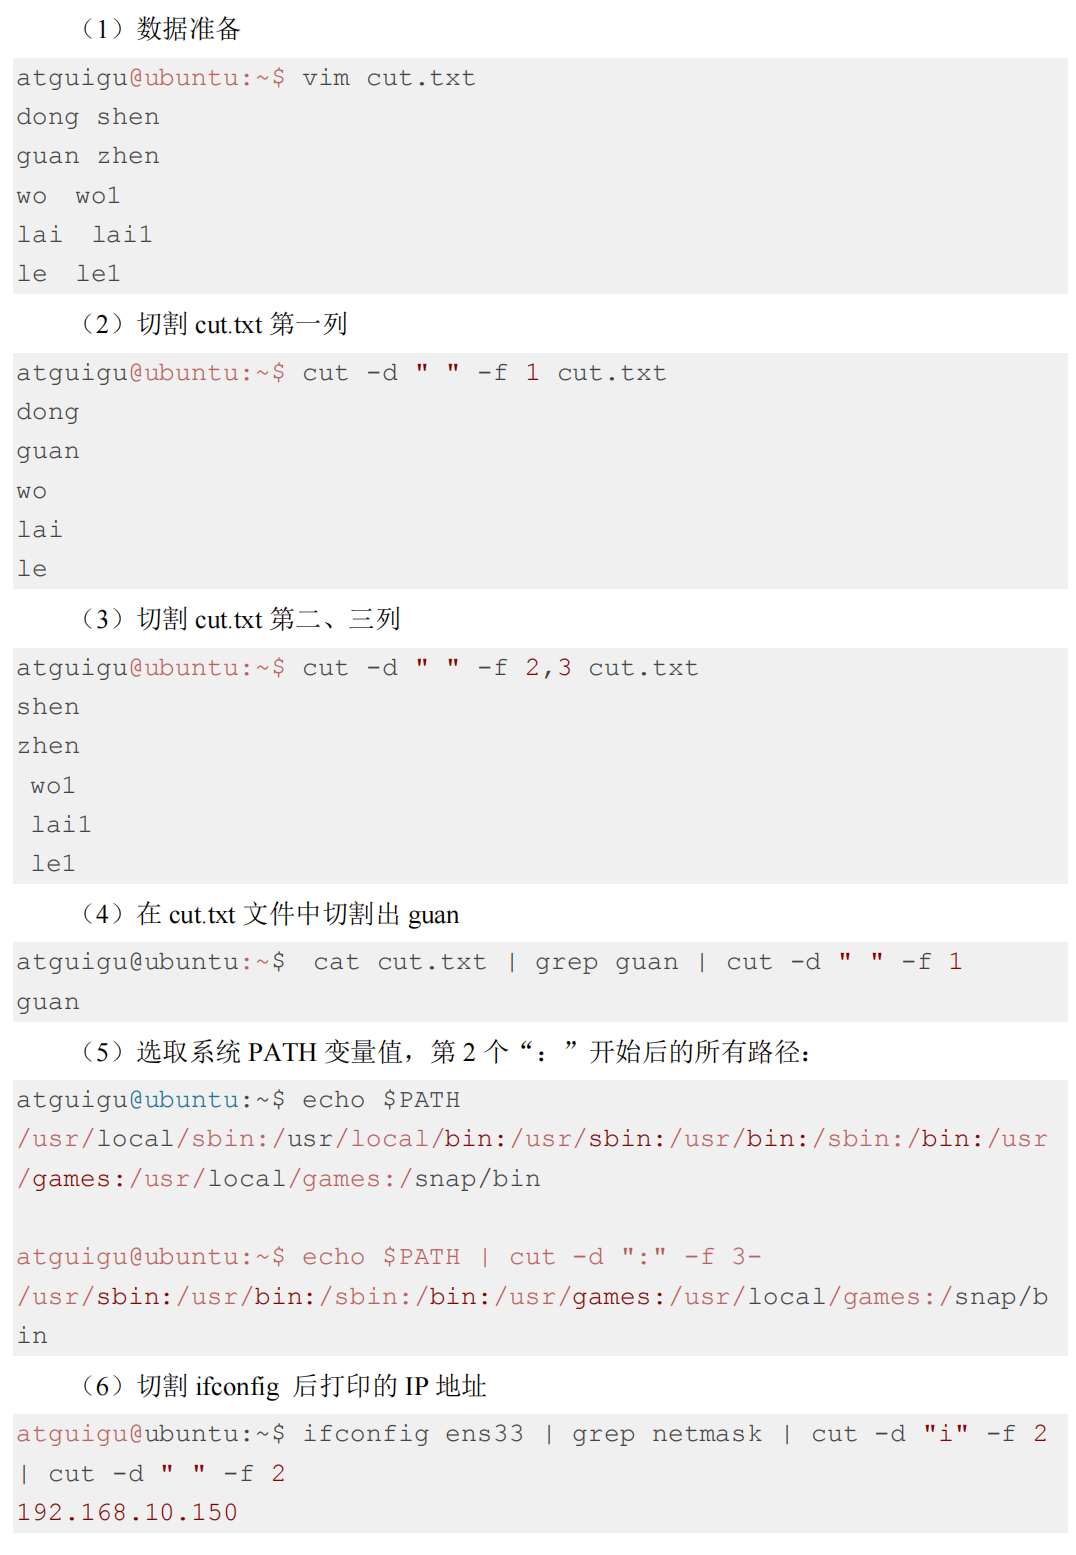 （1）数据准备
atguigu@ubuntu:~$ vim cut.txt
dong shen
guan zhen
wo  wo1
lai  lai1
le  le1
（2）切割 cut.txt 第一列
atguigu@ubuntu:~$ cut -d " " -f 1 cut.txt
dong
guan
wo
lai
le
（3）切割 cut.txt 第二、三列
atguigu@ubuntu:~$ cut -d " " -f 2,3 cut.txt
shen
zhen
 wo1
 lai1
 le1
（4）在 cut.txt 文件中切割出 guan
atguigu@ubuntu:~$  cat cut.txt | grep guan | cut -d " " -f 1
guan
（5）选取系统 PATH 变量值，第 2 个“：”开始后的所有路径：
atguigu@ubuntu:~$ echo $PATH
/usr/local/sbin:/usr/local/bin:/usr/sbin:/usr/bin:/sbin:/bin:/usr
/games:/usr/local/games:/snap/bin
atguigu@ubuntu:~$ echo $PATH | cut -d ":" -f 3-
/usr/sbin:/usr/bin:/sbin:/bin:/usr/games:/usr/local/games:/snap/b
in
（6）切割 ifconfig 后打印的 IP 地址
atguigu@ubuntu:~$ ifconfig ens33 | grep netmask | cut -d "i" -f 2
| cut -d " " -f 2
192.168.10.150